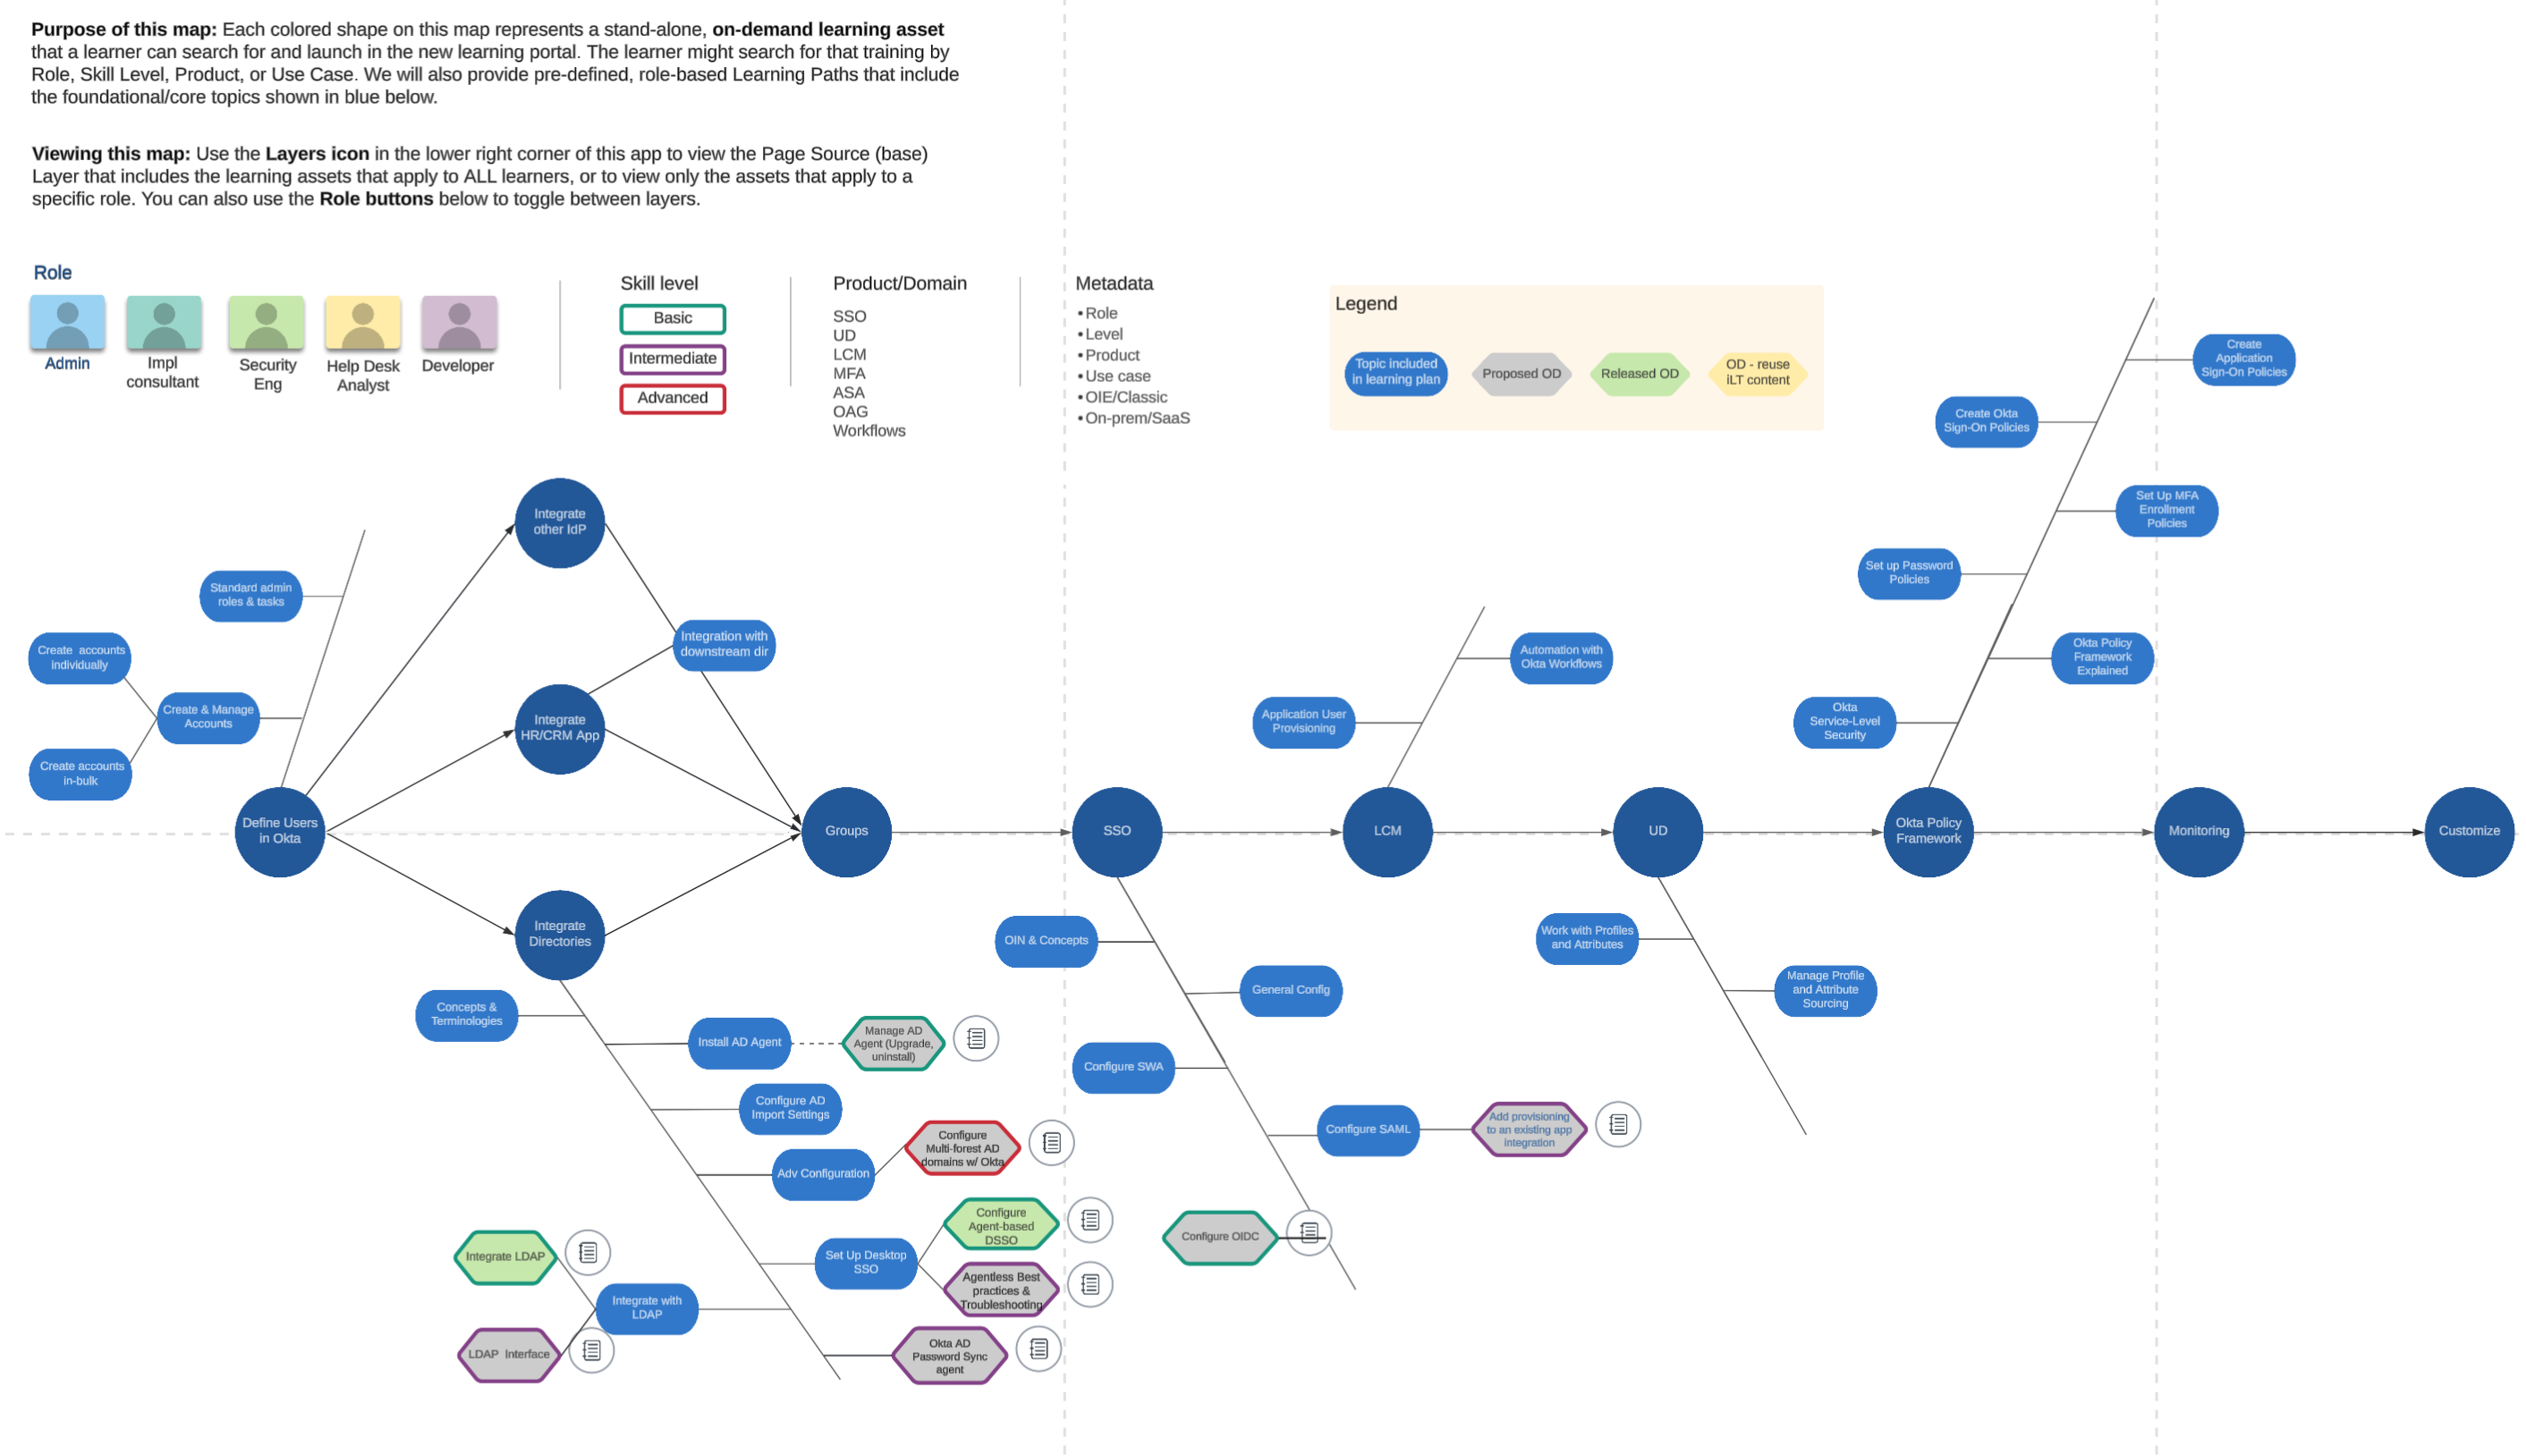 Purpose of this map: Each colored shape on this map represents a stand-alone, on-demand learning asset
that a learner can search for and launch in the new learning portal. The learner might search for that training by
Role, Skill Level, Product, or Use Case. We will also provide pre-defined, role-based Learning Paths that include
the foundational/core topics shown in blue below.
Viewing this map: Use the Layers icon in the lower right corner of this app to view the Page Source (base)
Layer that includes the learning assets that apply to ALL learners, or to view only the assets that apply to a
specific role. You can also use the Role buttons below to toggle between layers.
Role
Admin
Impl
consultant
Security
Eng
Help Desk
Analyst
Developer
Skill level
Basic
Intermediate
Advanced
Product/Domain
SSO
UD
LCM
MFA
ASA
OAG
Workflows
Metadata
• Role
• Level
• Product
• Use case
• OIE/Classic
• On-prem/SaaS
Legend
Topic included
in learning plan
Proposed OD
Released OD
OD - reuse
iLT content
Create
Application
Sign-On Policies
Create Okta
Sign-On Policies
Set Up MFA
Enrollment
Policies
Set up Password
Policies
Okta Policy
Framework
Explained
Okta
Service-Level
Security
Integrate
other IdP
Standard admin
roles & tasks
Create  accounts
individually
Create & Manage
Accounts
Create accounts
in-bulk
Integration with
downstream dir
Integrate
HR/CRM App
Automation with
Okta Workflows
Application User
Provisioning
Define Users
in Okta
Groups
SSO
LCM
UD
Okta Policy
Framework
Monitoring
Customize
Integrate
Directories
OIN & Concepts
General Config
Configure SWA
Configure SAML
Add provisioning
to an existing app
integration
Configure OIDC
Work with Profiles
and Attributes
Manage Profile
and Attribute
Sourcing
Concepts &
Terminologies
Install AD Agent
Manage AD
Agent (Upgrade,
uninstall)
Configure AD
Import Settings
Adv Configuration
Configure
Multi-forest AD
domains w/ Okta
Set Up Desktop
SSO
Configure
Agent-based
DSSO
Agentless Best
practices &
Troubleshooting
Integrate LDAP
Integrate with
LDAP
LDAP  Interface
Okta AD
Password Sync
agent